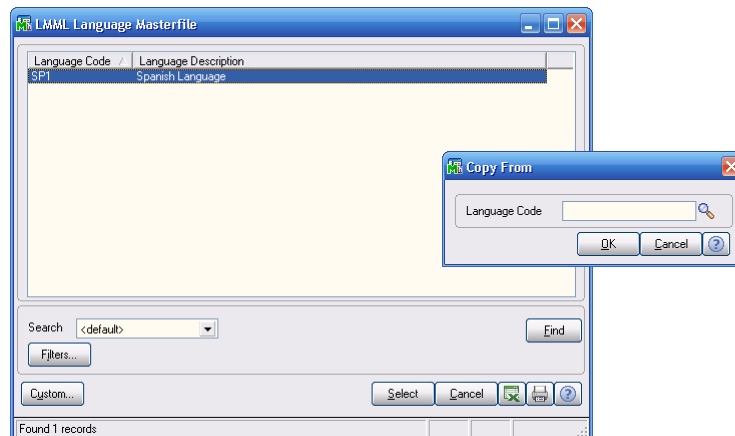 LMML Language Masterfile
Language Code Language Description
SP1 Spanish Language
Copy From
Language Code
OK Cancel
Search <default> Find
Filters...
Custom... Select Cancel
Found 1 records